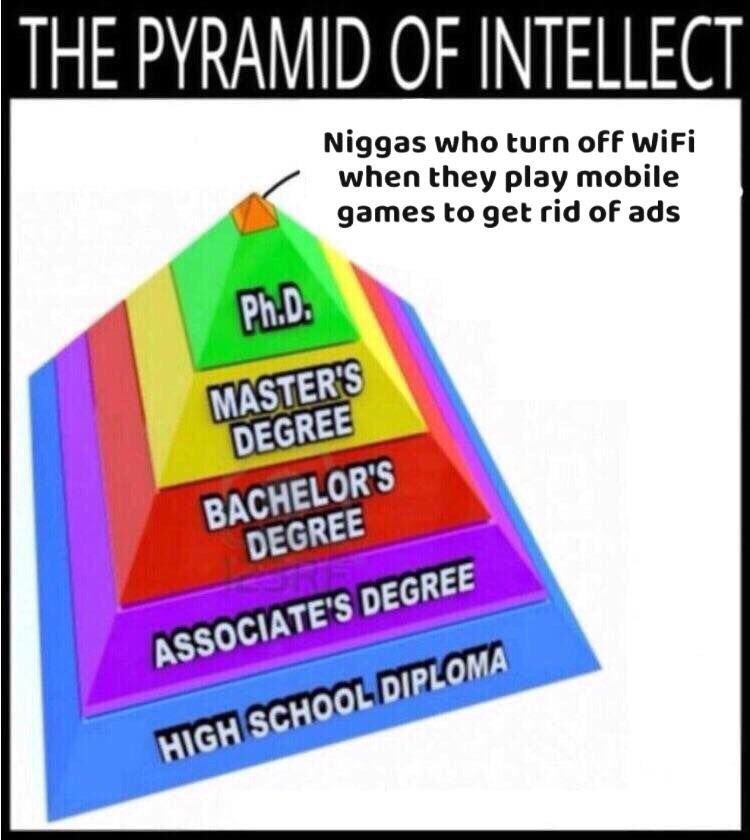 THE PYRAMID OF INTELLECT
Niggas who turn off WiFi
when they play mobile
games to get rid of ads
Ph.D.
MASTER'S
DEGREE
BACHELOR'S
DEGREE
ASSOCIATE'S DEGREE
HIGH SCHOOL DIPLOMA